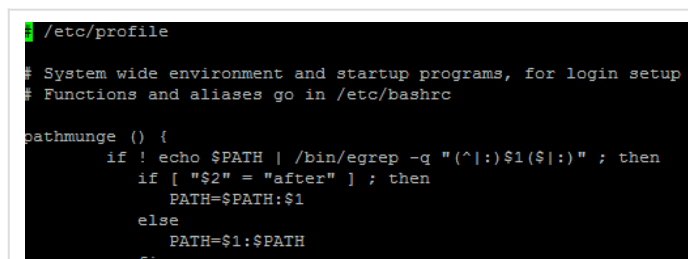 # /etc/profile
# System wide environment and startup programs, for login setup
# Functions and aliases go in /etc/bashrc
pathmunge () {
if ! echo $PATH | /bin/egrep -q "(^|:)$1($|:)" ; then
if [ "$2" = "after" ] ; then
PATH=$PATH:$1
else
PATH=$1:$PATH